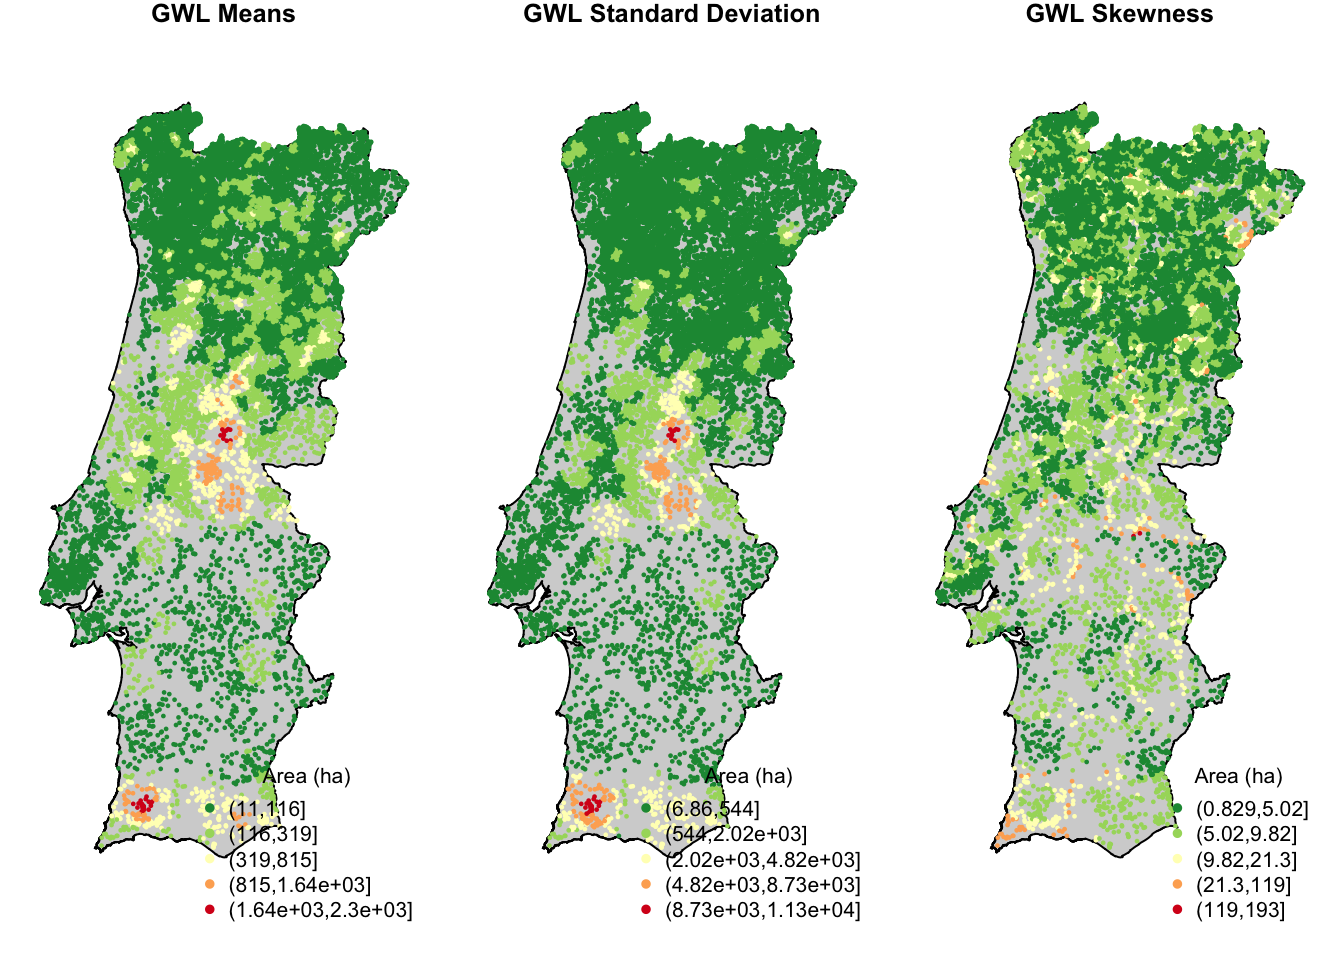 GWL Means
GWL Standard Deviation
GWL Skewness
Area (ha)
(11,116]
(116,319]
(319,815]
(815,1.64e+03]
(1.64e+03,2.3e+03]
Area (ha)
(6.86,544]
(544,2.02e+03]
(2.02e+03,4.82e+03]
(4.82e+03,8.73e+03]
(8.73e+03,1.13e+04]
Area (ha)
(0.829,5.02]
(5.02,9.82]
(9.82,21.3]
(21.3,119]
(119,193]